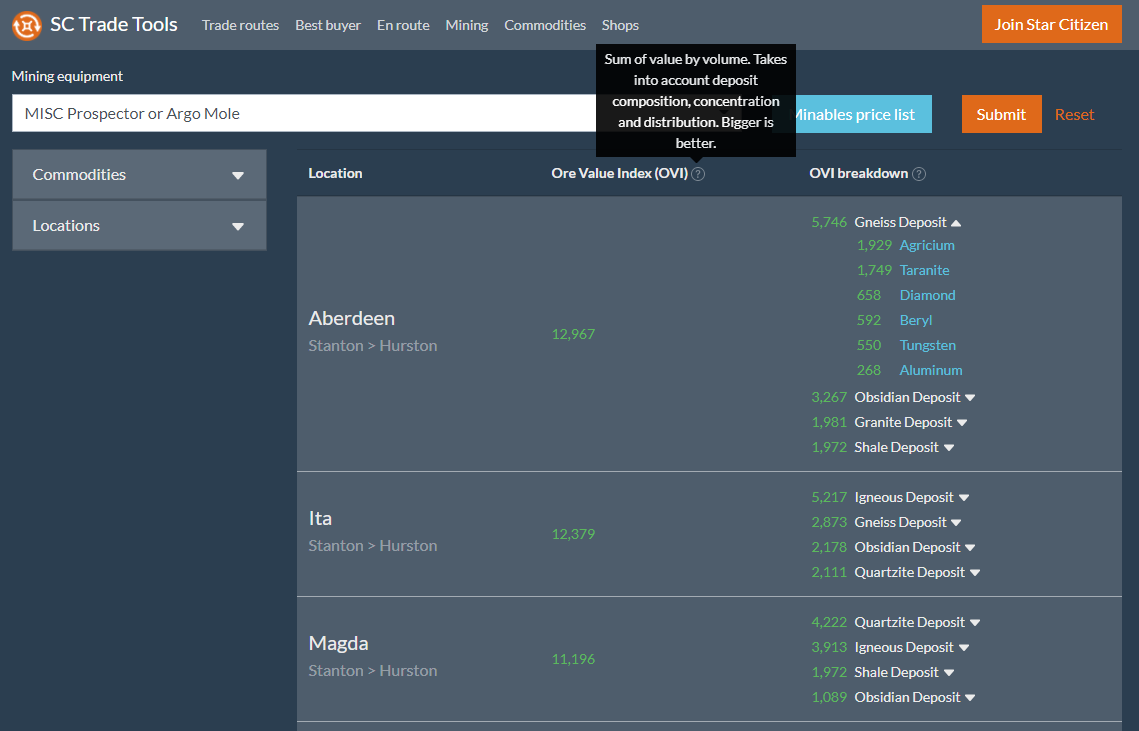 SC Trade Tools
Trade routes Best buyer En route Mining Commodities Shops
Join Star Citizen
Sum of value by volume. Takes
into account deposit
composition, concentration
and distribution. Bigger is
better.
Mining equipment
MISC Prospector or Argo Mole
Minables price list
Submit
Reset
Commodities
Locations
Location Ore Value Index (OVI) ? OVI breakdown ?
Aberdeen
Stanton > Hurston
12,967
5,746 Gneiss Deposit
1,929 Agricium
1,749 Taranite
658 Diamond
592 Beryl
550 Tungsten
268 Aluminum
3,267 Obsidian Deposit
1,981 Granite Deposit
1,972 Shale Deposit
Ita
Stanton > Hurston
12,379
5,217 Igneous Deposit
2,873 Gneiss Deposit
2,178 Obsidian Deposit
2,111 Quartzite Deposit
Magda
Stanton > Hurston
11,196
4,222 Quartzite Deposit
3,913 Igneous Deposit
1,972 Shale Deposit
1,089 Obsidian Deposit